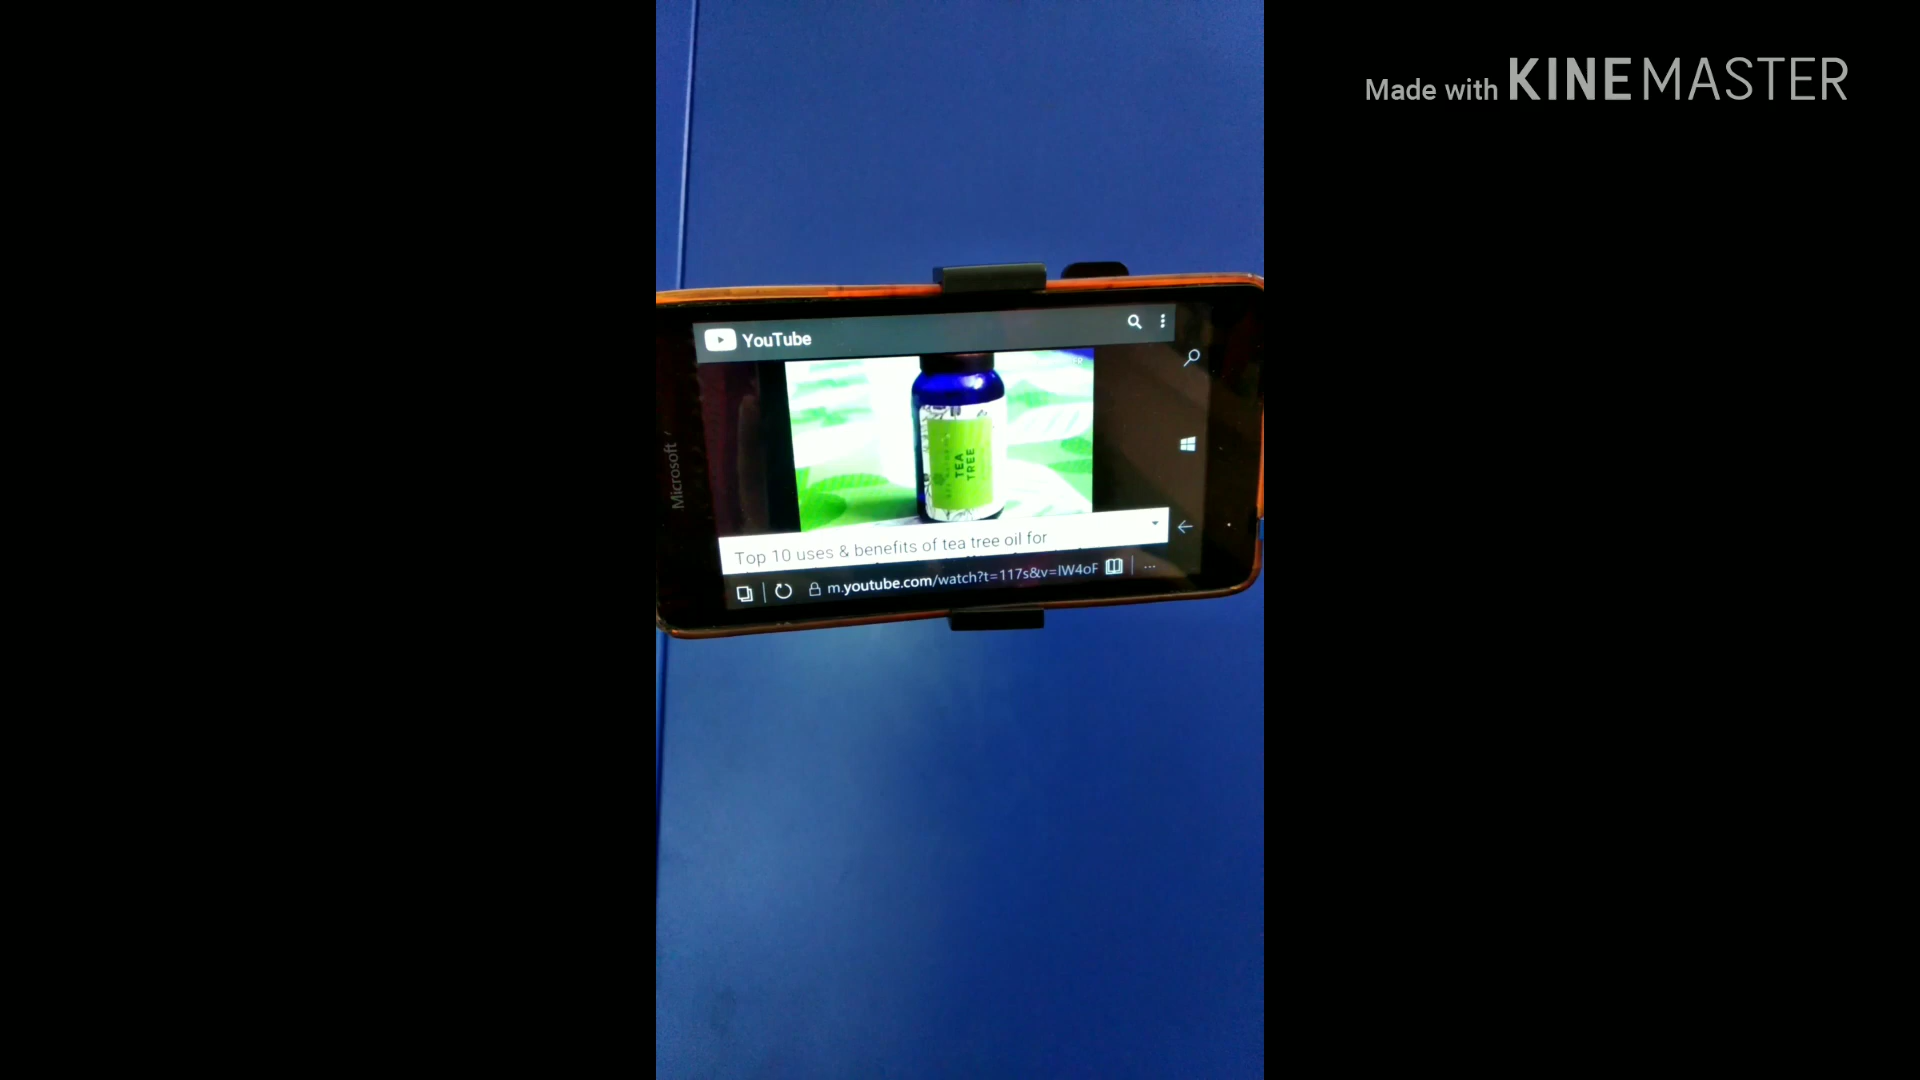 Made with KINEMASTER
YouTube
Microsoft
TEA
TREE
Top 10 uses & benefits of tea tree oil for
m.youtube.com/watch?t=117s&v=IW4oF
...